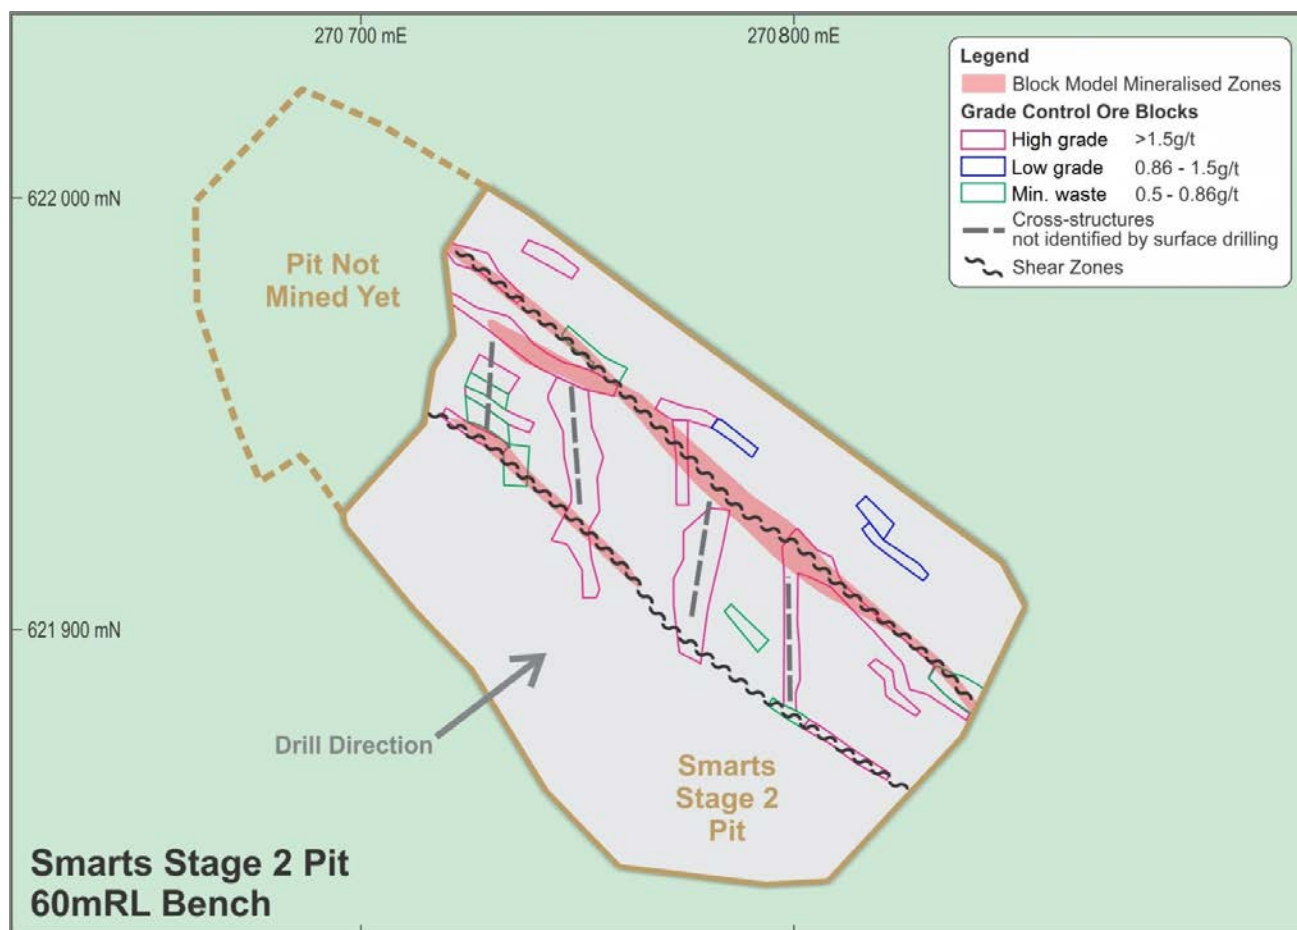 270 700 mE
270 800 mE
Legend
Block Model Mineralised Zones
Grade Control Ore Blocks
High grade >1.5g/t
Low grade 0.86 - 1.5g/t
Min. waste 0.5 - 0.86g/t
Cross-structures
not identified by surface drilling
Shear Zones
622 000 mN
Pit Not
Mined Yet
621 900 mN
Drill Direction
Smarts
Stage 2
Pit
Smarts Stage 2 Pit
60mRL Bench